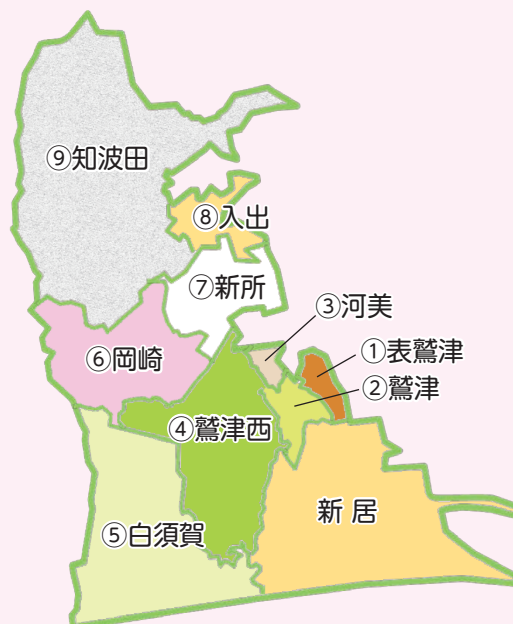 ⑨知波田
⑧入出
⑦新所
③河美
①表鷲津
⑥岡崎
②鷲津
④鷲津西
新居
⑤白須賀